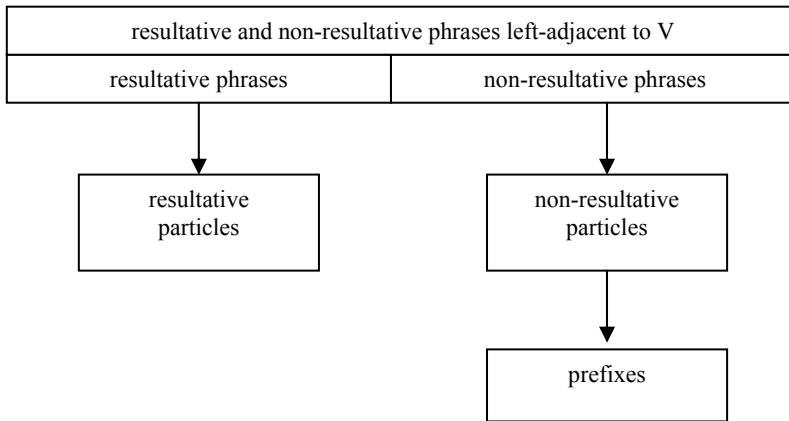 resultative and non-resultative phrases left-adjacent to V
resultative phrases
non-resultative phrases
resultative
particles
non-resultative
particles
prefixes